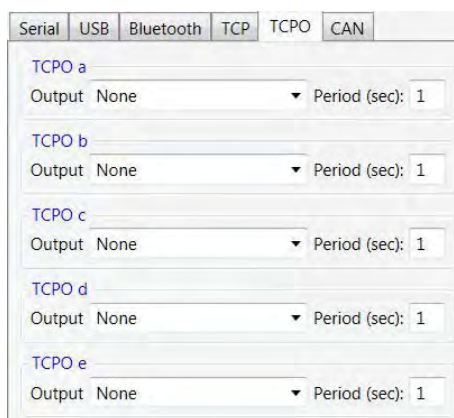 Serial USB Bluetooth TCP TCPO CAN
TCPO a
Output None Period (sec): 1
TCPO b
Output None Period (sec): 1
TCPO c
Output None Period (sec): 1
TCPO d
Output None Period (sec): 1
TCPO e
Output None Period (sec): 1